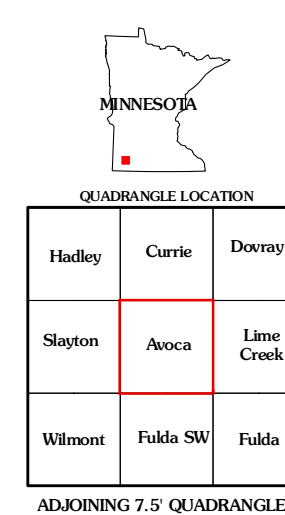 MINNESOTA
QUADRANGLE LOCATION
Hadley Currie Dovray
Slayton Avoca Lime
Creek
Wilmont Fulda SW Fulda
ADJOINING 7.5' QUADRANGLE